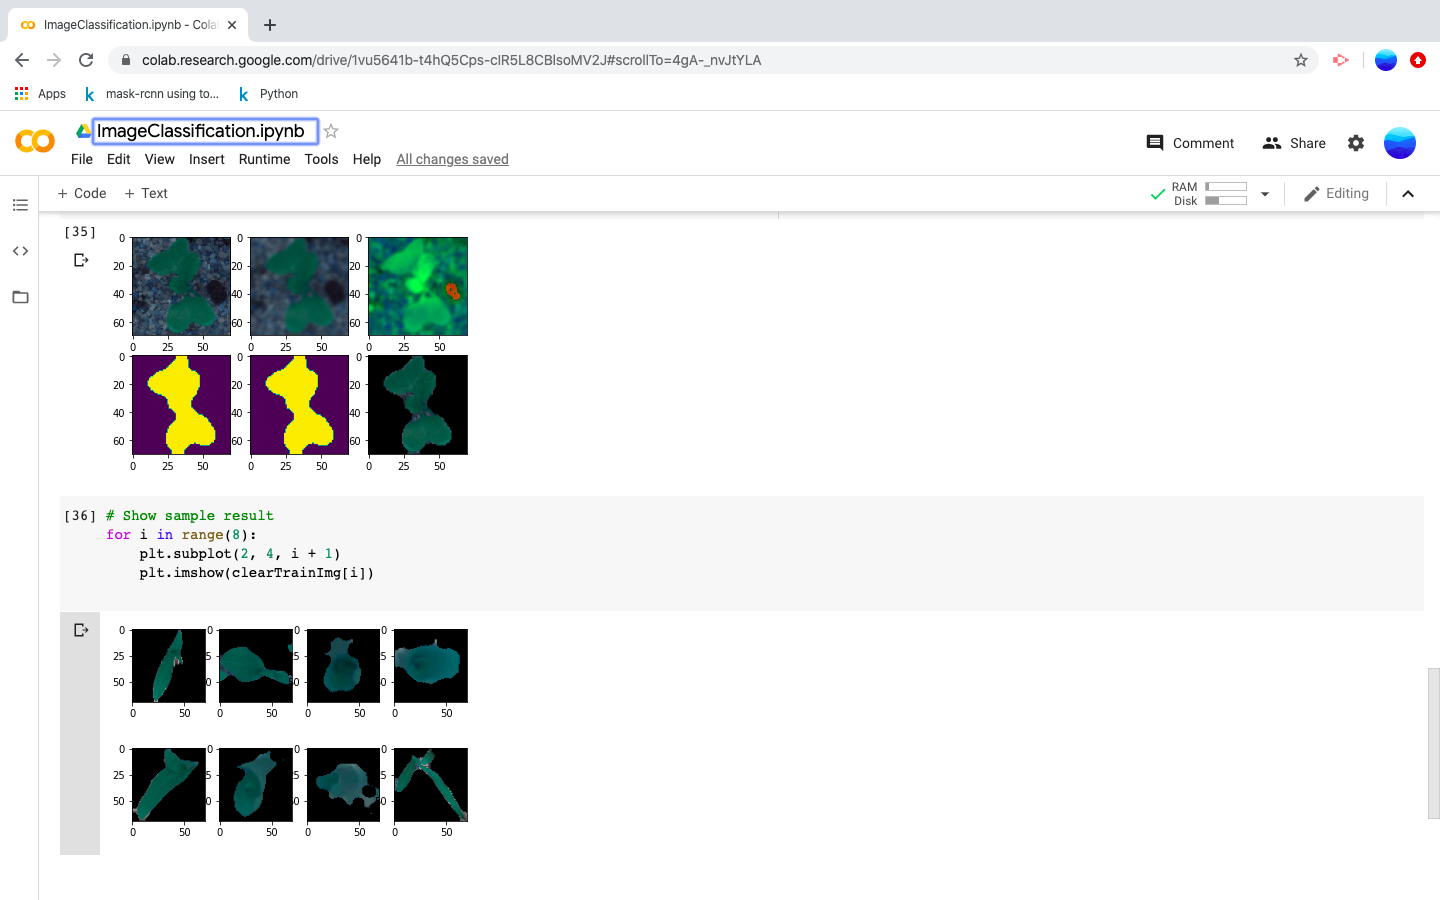 ImageClassification.ipynb - Cola
colab.research.google.com/drive/1vu5641b-t4hQ5Cps-clR5L8CBlsoMV2J#scrollTo=4gA-_nvJtYLA
Apps
mask-rcnn using to...
Python
ImageClassification.ipynb
File Edit View Insert Runtime Tools Help All changes saved
Comment
Share
+ Code + Text
RAM
Disk
Editing
[35]
0 0 0
20 20 20
40 40 40
60 60 60
0 25 50 0 25 50 0 25 50
0 0 0
20 20 20
40 40 40
60 60 60
0 25 50 0 25 50 0 25 50
[36] # Show sample result
for i in range(8):
plt.subplot(2, 4, i + 1)
plt.imshow(clearTrainImg[i])
0 0 0 0
25 5 5 5
50 0 0 0
0 50 0 50 0 50 0 50
0 0 0 0
25 25 25 25
50 0 50 0
0 50 0 50 0 50 0 50